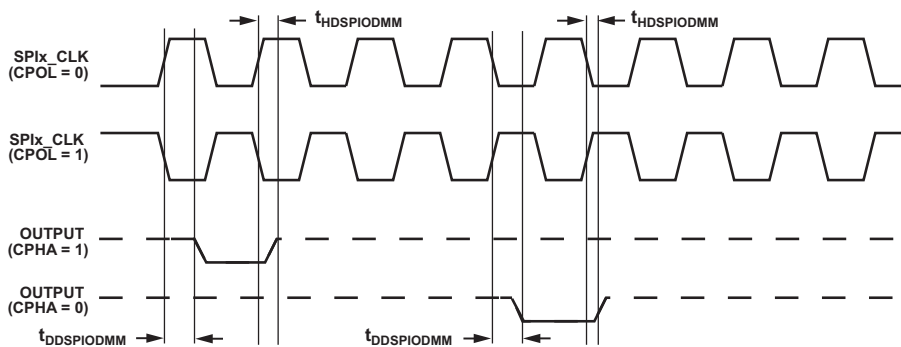 tHDSPIODMM
tHDSPIODMM
SPIx_CLK
(CPOL = 0)
SPIx_CLK
(CPOL = 1)
OUTPUT
(CPHA = 1)
OUTPUT
(CPHA = 0)
tDDSPIODMM
tDDSPIODMM